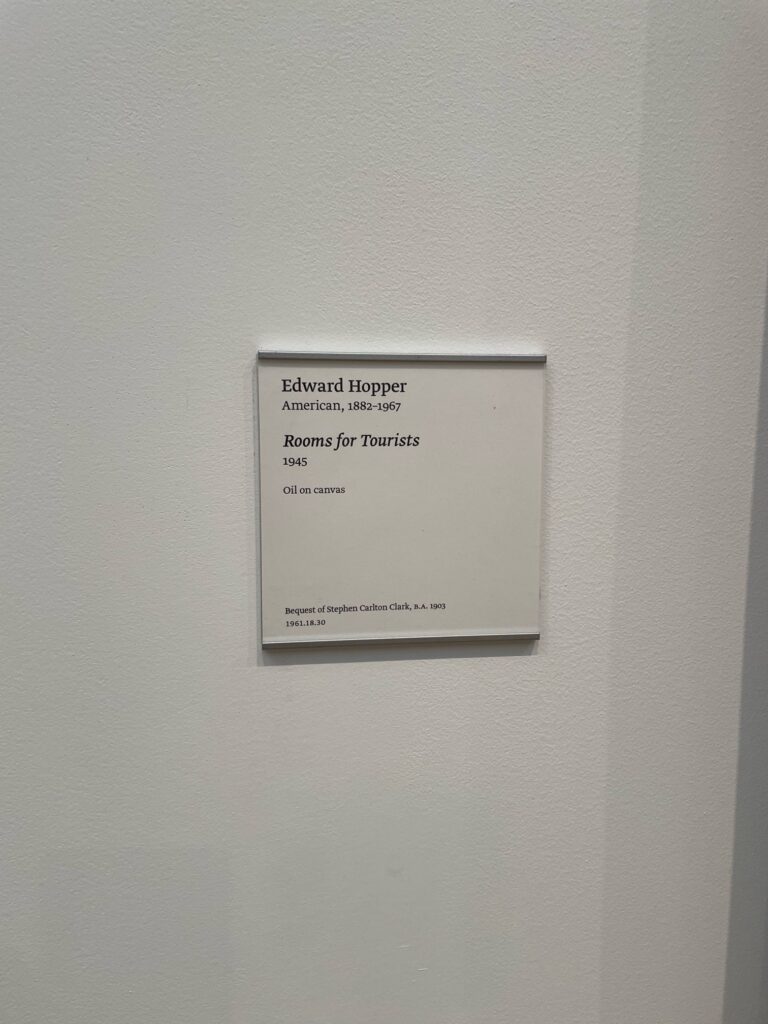 Edward Hopper
American, 1882–1967
Rooms for Tourists
1945
Oil on canvas
Bequest of Stephen Carlton Clark, B.A. 1903
1961.18.30